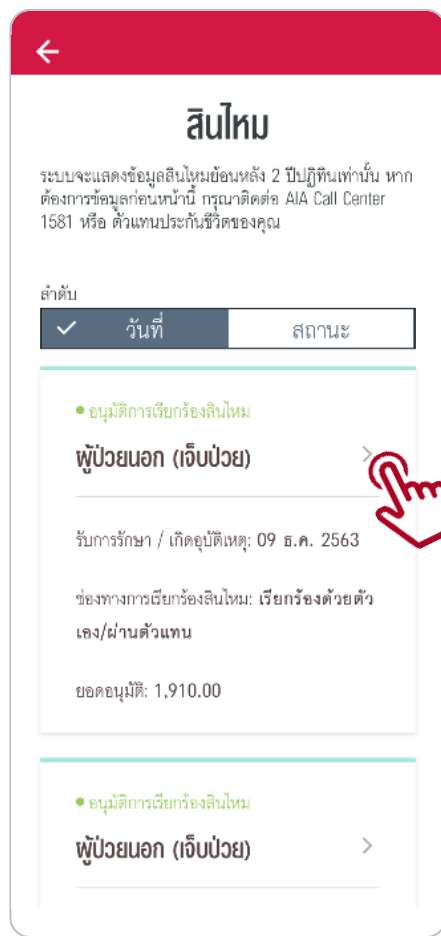 สินไหม
ระบบจะแสดงข้อมูลสินไหมย้อนหลัง 2 ปีปฏิทินเท่านั้น หาก
ต้องการข้อมูลก่อนหน้านี้ กรุณาติดต่อ AIA Call Center
1581 หรือ ตัวแทนประกันชีวิตของคุณ
ลำดับ
วันที่ สถานะ
อนุมัติการเรียกร้องสินไหม
ผู้ป่วยนอก (เจ็บป่วย)
รับการรักษา / เกิดอุบัติเหตุ: 09 ธ.ค. 2563
ช่องทางการเรียกร้องสินไหม: เรียกร้องด้วยตัว
เอง/ผ่านตัวแทน
ยอดอนุมัติ: 1,910.00
อนุมัติการเรียกร้องสินไหม
ผู้ป่วยนอก (เจ็บป่วย)